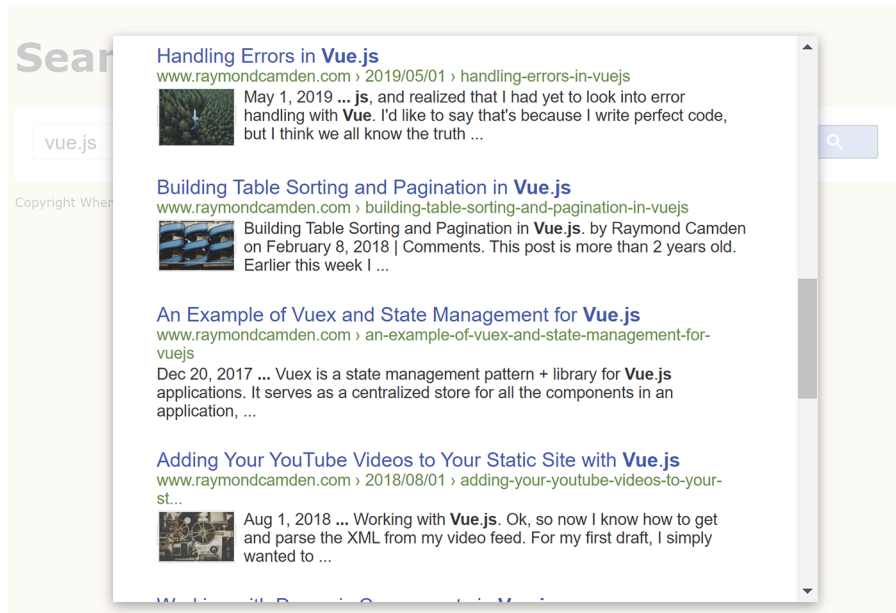 Sear
vue.js
Copyright Wher
Handling Errors in Vue.js
www.raymondcamden.com › 2019/05/01 › handling-errors-in-vuejs
May 1, 2019 ... js, and realized that I had yet to look into error
handling with Vue. I'd like to say that's because I write perfect code,
but I think we all know the truth ...
Building Table Sorting and Pagination in Vue.js
www.raymondcamden.com › building-table-sorting-and-pagination-in-vuejs
Building Table Sorting and Pagination in Vue.js. by Raymond Camden
on February 8, 2018 | Comments. This post is more than 2 years old.
Earlier this week I ...
An Example of Vuex and State Management for Vue.js
www.raymondcamden.com › an-example-of-vuex-and-state-management-for-
vuejs
Dec 20, 2017 ... Vuex is a state management pattern + library for Vue.js
applications. It serves as a centralized store for all the components in an
application, ...
Adding Your YouTube Videos to Your Static Site with Vue.js
www.raymondcamden.com › 2018/08/01 › adding-your-youtube-videos-to-your-
st...
Aug 1, 2018 ... Working with Vue.js. Ok, so now I know how to get
and parse the XML from my video feed. For my first draft, I simply
wanted to ...